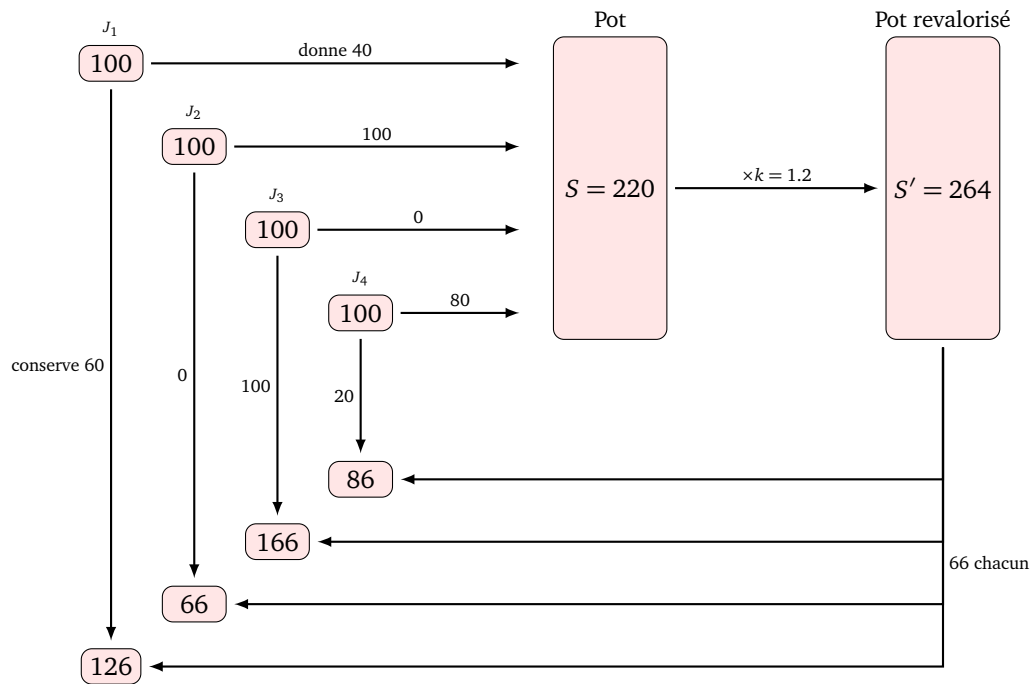 Pot
Pot revalorisé
J₁
100
donne 40
J₂
100
100
S = 220
×k = 1.2
S′ = 264
J₃
100
0
J₄
100
80
conserve 60
0
100
20
86
166
66 chacun
66
126